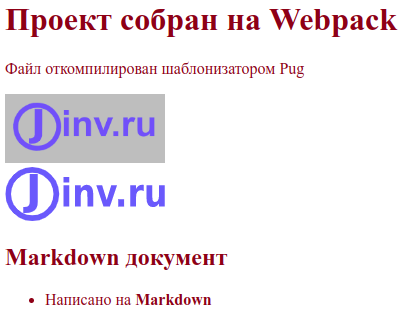 Проект собран на Webpack
Файл откомпилирован шаблонизатором Pug
Jinv.ru
Jinv.ru
Markdown документ
Написано на Markdown